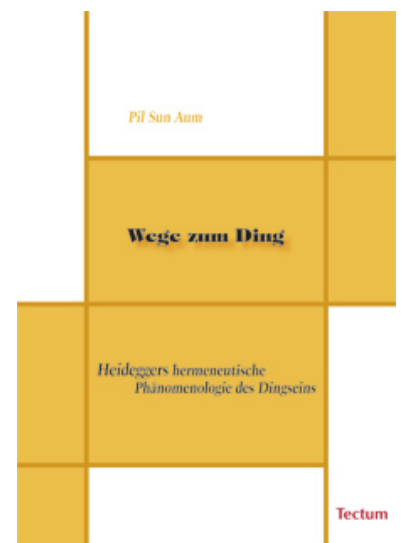 Pil Sun Aum
Wege zum Ding
Heideggers hermeneutische
Phänomenologie des Dingseins
Tectum